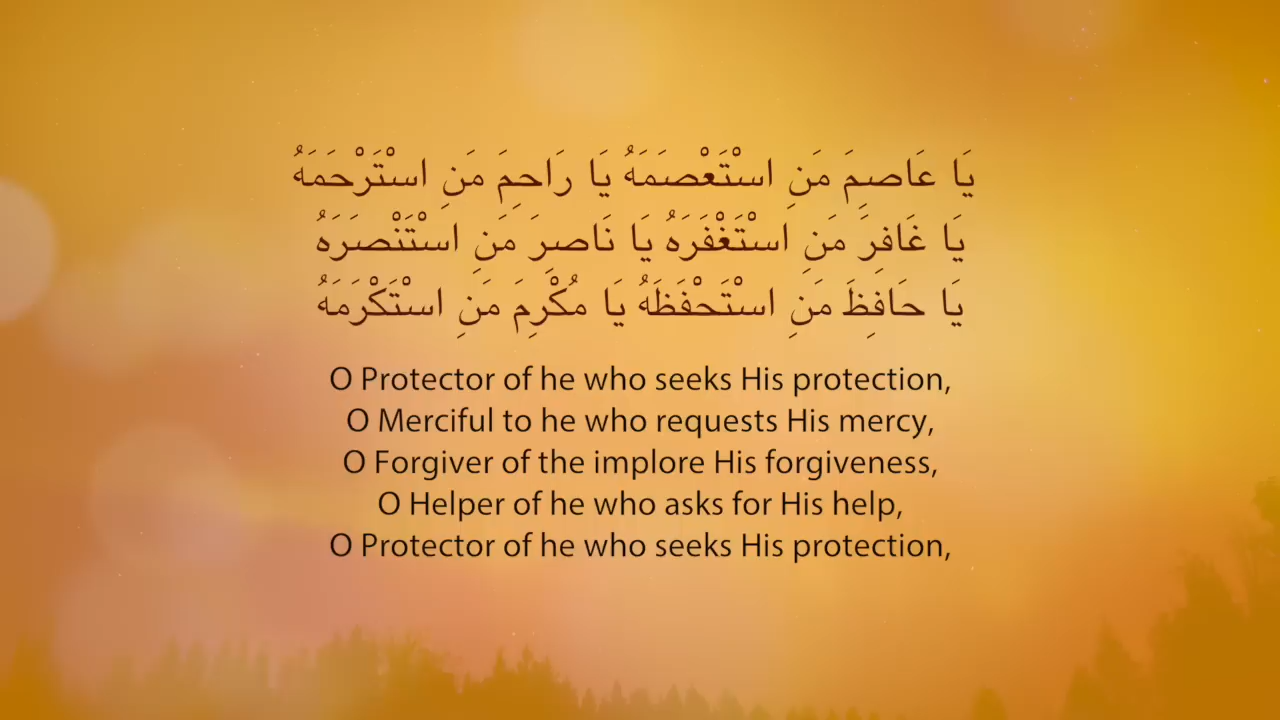 يَا عَاصِمَ مَنِ اسْتَعْصَمَهُ يَا رَاحِمَ مَنِ اسْتَرْحَمَهُ
يَا غَافِرَ مَنِ اسْتَغْفَرَهُ يَا نَاصِرَ مَنِ اسْتَنْصَرَهُ
يَا حَافِظَ مَنِ اسْتَحْفَظَهُ يَا مُكْرِمَ مَنِ اسْتَكْرَمَهُ
O Protector of he who seeks His protection,
O Merciful to he who requests His mercy,
O Forgiver of the implore His forgiveness,
O Helper of he who asks for His help,
O Protector of he who seeks His protection,